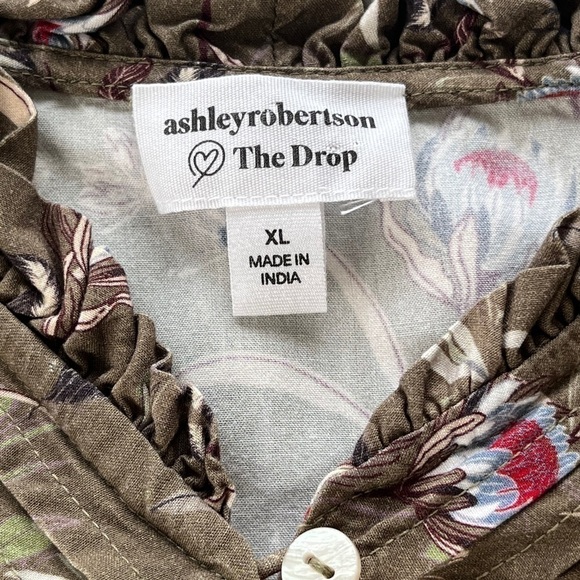 ashleyrobertson
The Drop
XL
MADE IN
INDIA